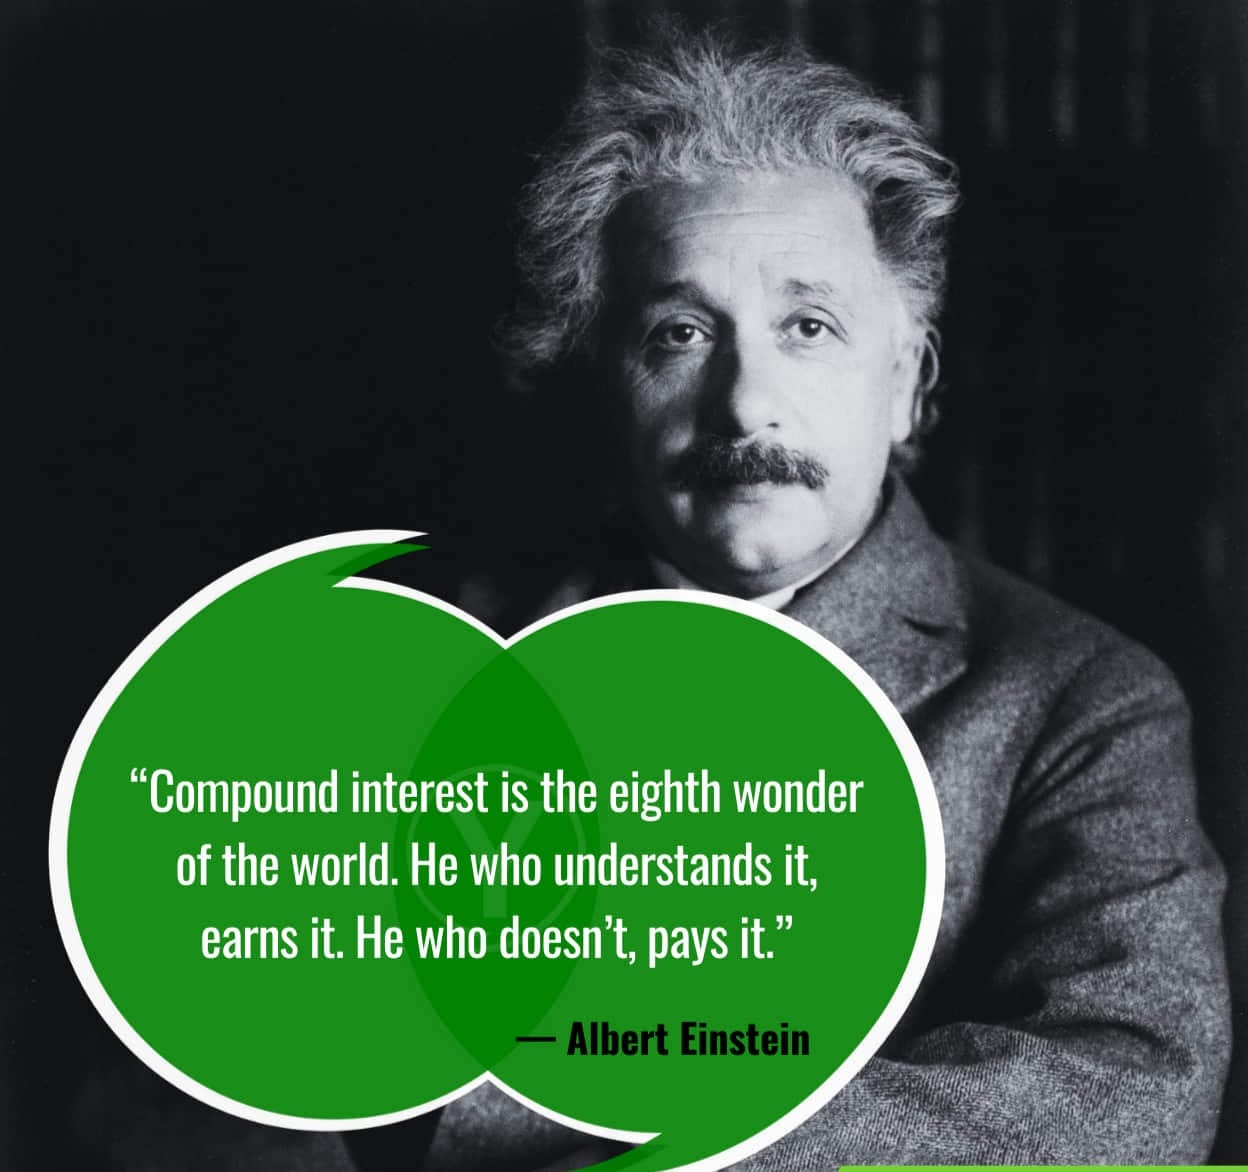 “Compound interest is the eighth wonder
of the world. He who understands it,
earns it. He who doesn’t, pays it.”
— Albert Einstein